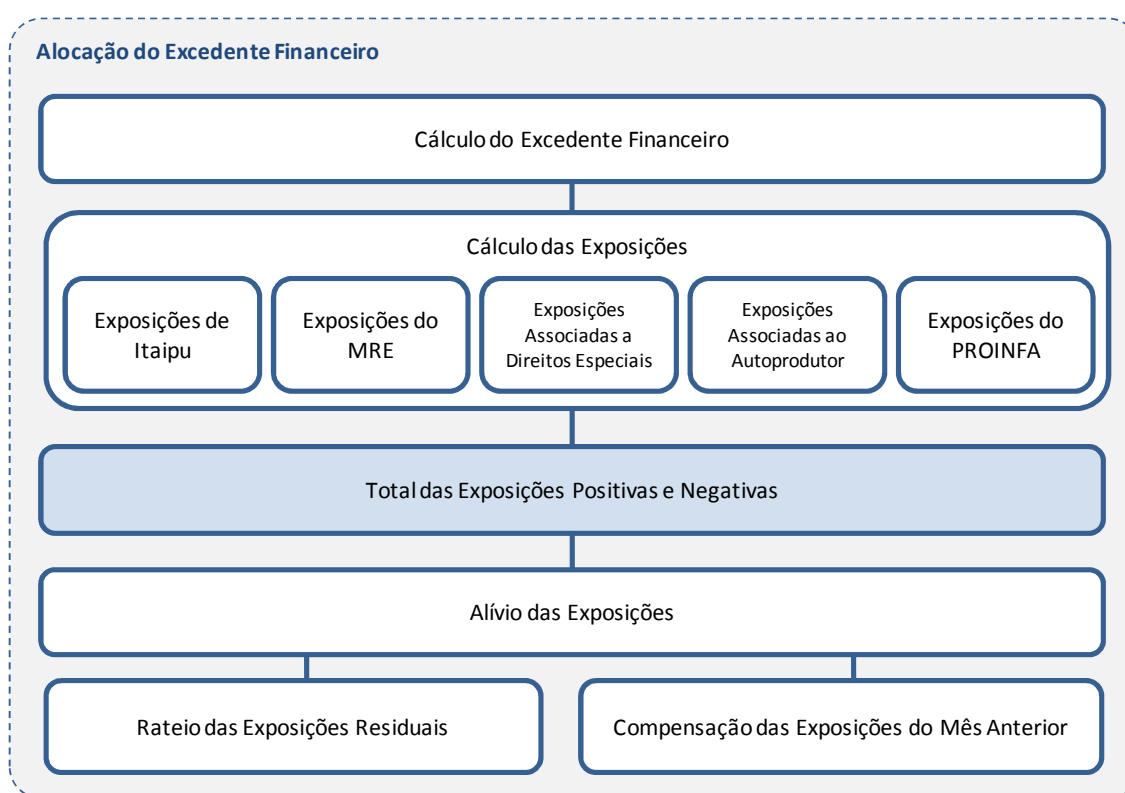 Alocação do Excedente Financeiro
Cálculo do Excedente Financeiro
Cálculo das Exposições
Exposições de
Itaipu
Exposições do
MRE
Exposições
Associadas a
Direitos Especiais
Exposições
Associadas ao
Autoprodutor
Exposições do
PROINFA
Total das Exposições Positivas e Negativas
Alívio das Exposições
Rateio das Exposições Residuais
Compensação das Exposições do Mês Anterior